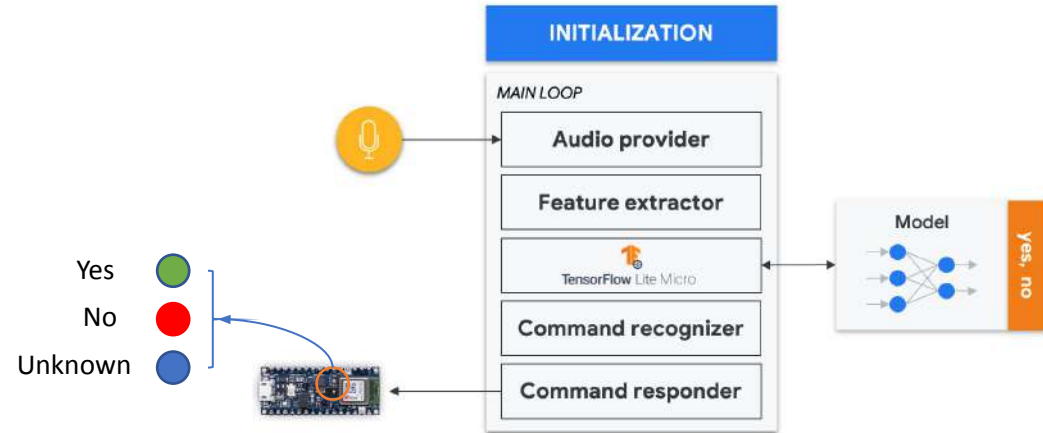 INITIALIZATION
MAIN LOOP
Audio provider
Feature extractor
TensorFlow Lite Micro
Command recognizer
Command responder
Model
yes, no
Yes
No
Unknown